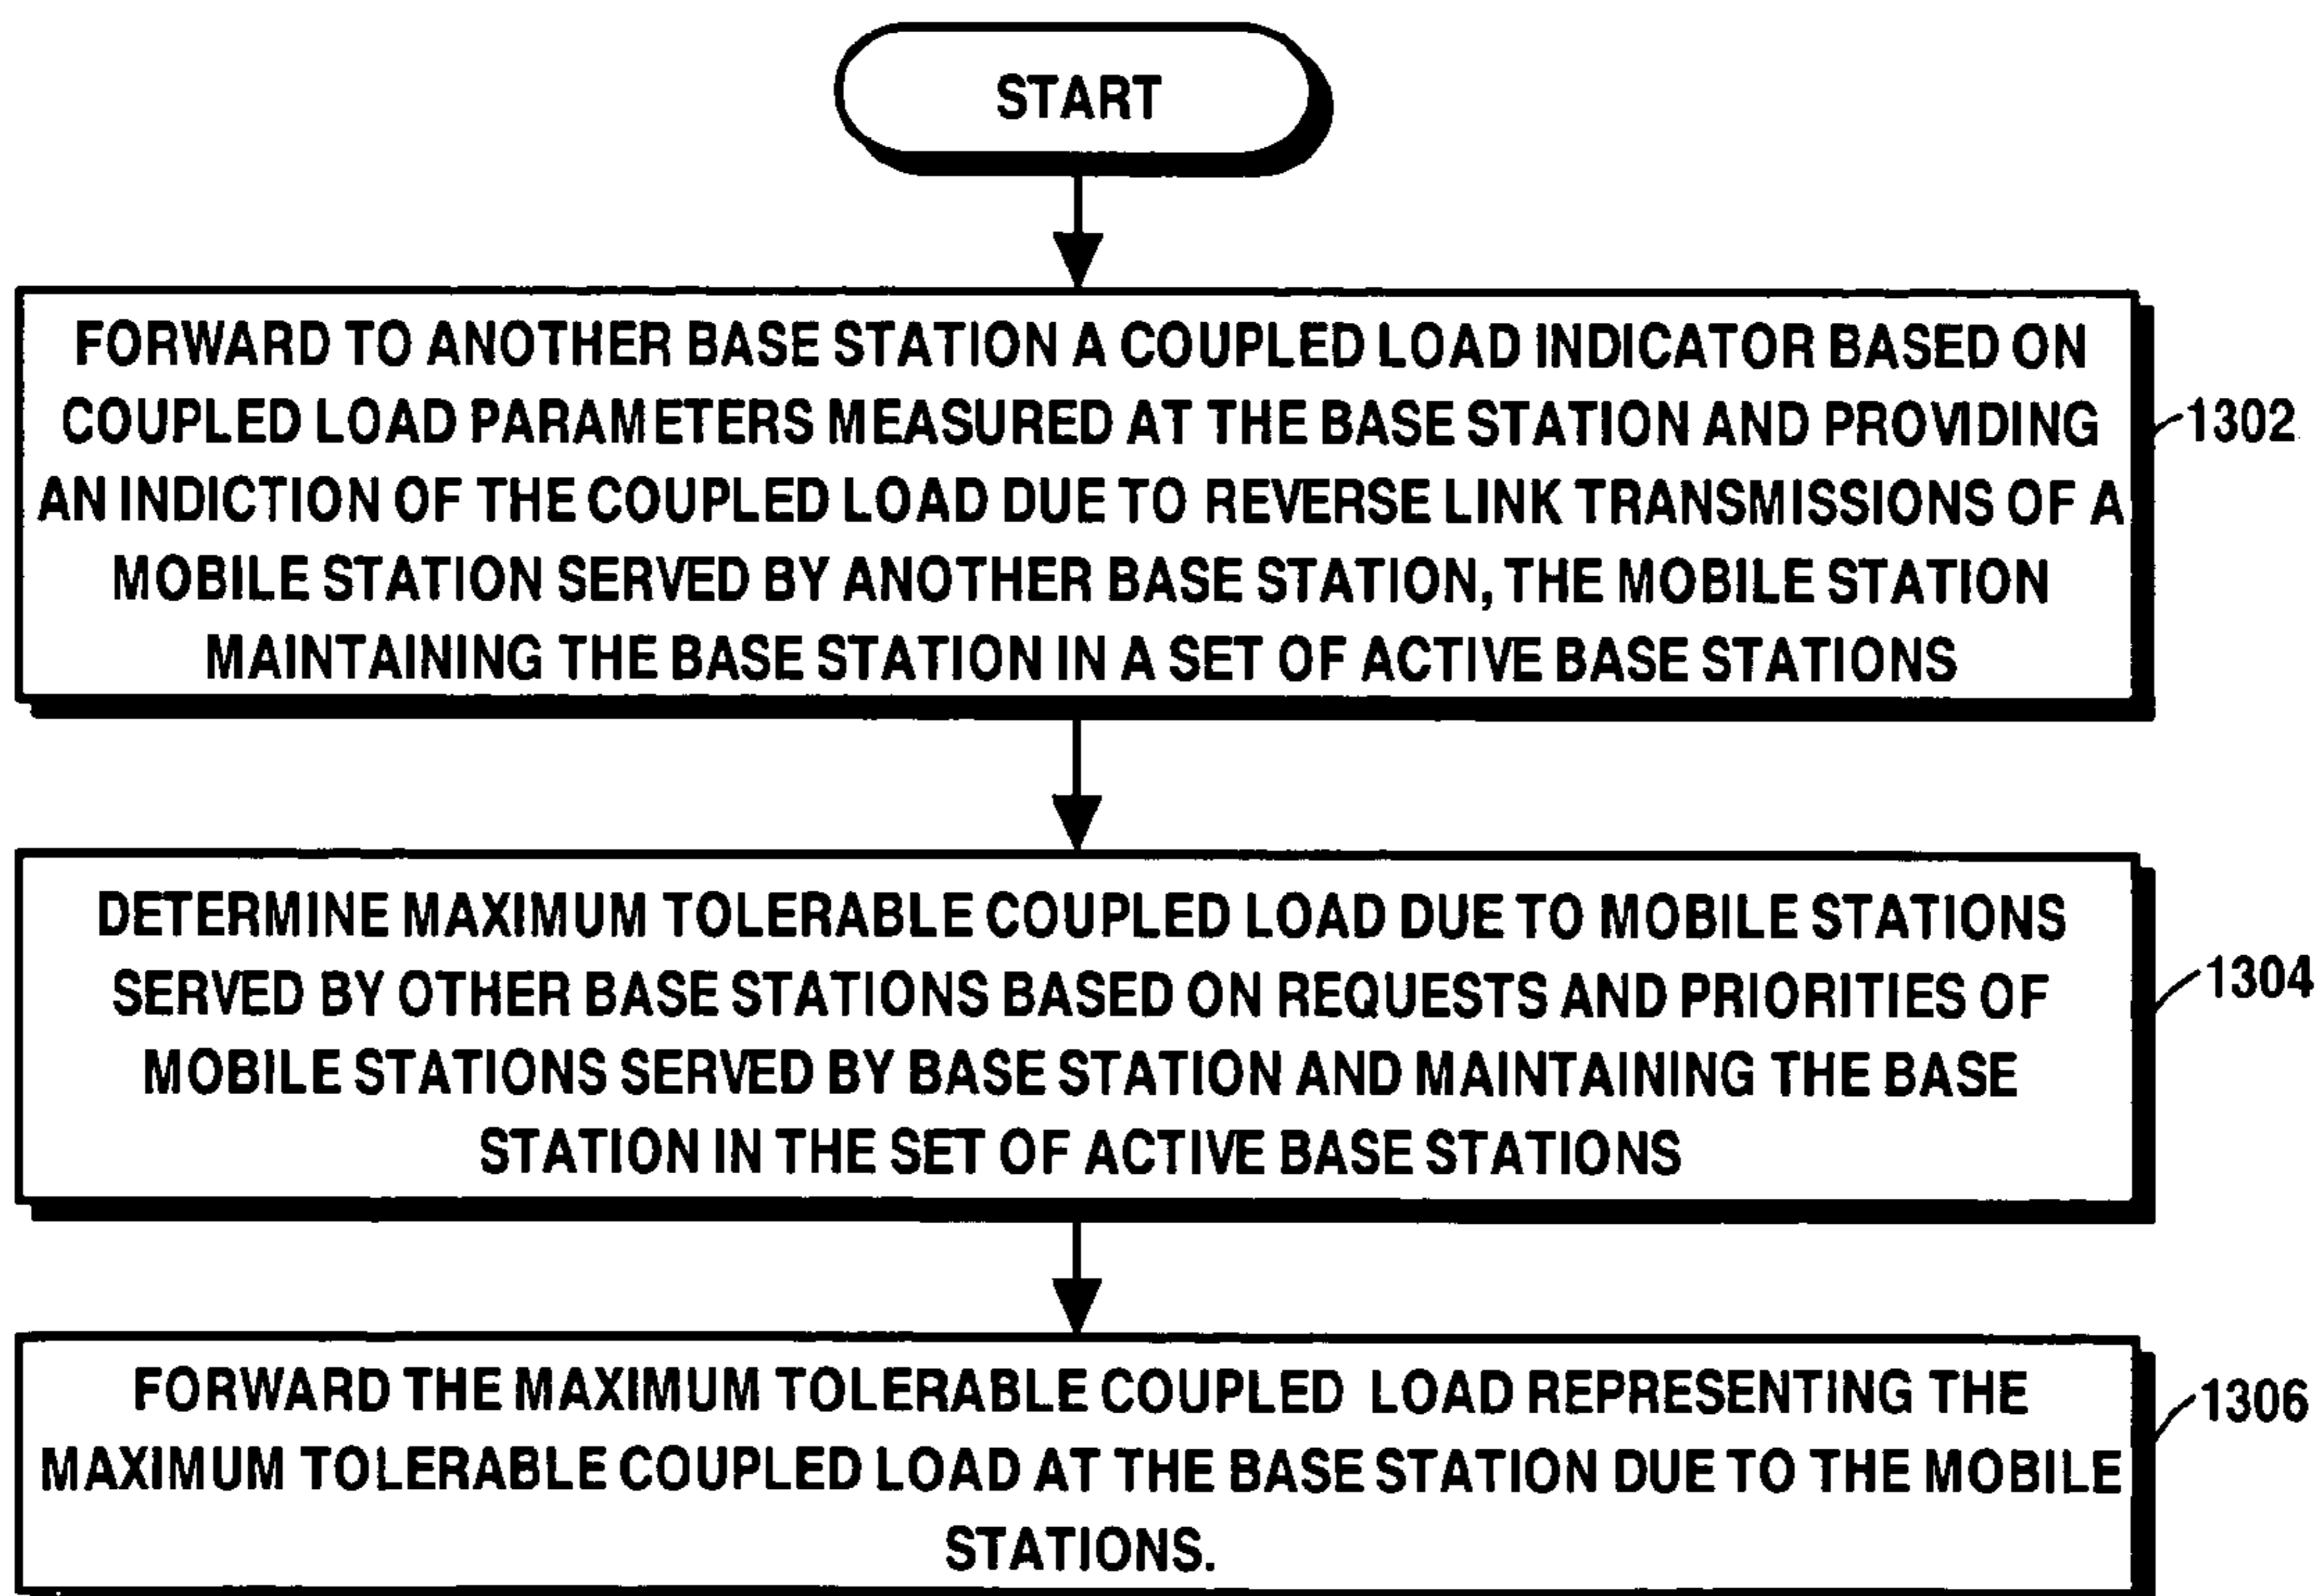 START
FORWARD TO ANOTHER BASE STATION A COUPLED LOAD INDICATOR BASED ON
COUPLED LOAD PARAMETERS MEASURED AT THE BASE STATION AND PROVIDING
AN INDICTION OF THE COUPLED LOAD DUE TO REVERSE LINK TRANSMISSIONS OF A
MOBILE STATION SERVED BY ANOTHER BASE STATION, THE MOBILE STATION
MAINTAINING THE BASE STATION IN A SET OF ACTIVE BASE STATIONS
1302
DETERMINE MAXIMUM TOLERABLE COUPLED LOAD DUE TO MOBILE STATIONS
SERVED BY OTHER BASE STATIONS BASED ON REQUESTS AND PRIORITIES OF
MOBILE STATIONS SERVED BY BASE STATION AND MAINTAINING THE BASE
STATION IN THE SET OF ACTIVE BASE STATIONS
1304
FORWARD THE MAXIMUM TOLERABLE COUPLED LOAD REPRESENTING THE
MAXIMUM TOLERABLE COUPLED LOAD AT THE BASE STATION DUE TO THE MOBILE
STATIONS.
1306